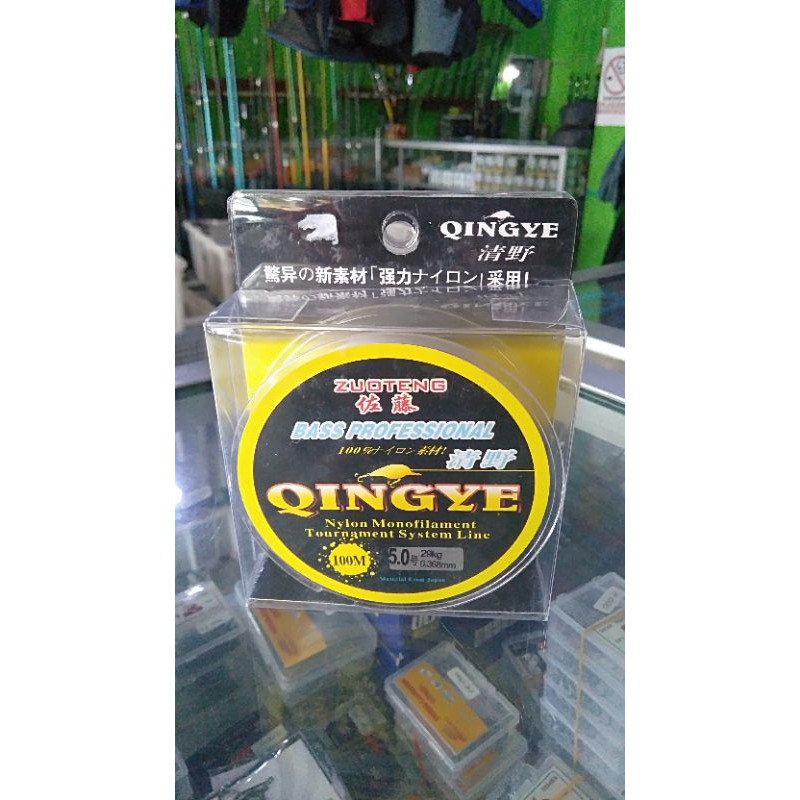 QINGYE
清野
驚异の新素材「强力ナイロン」采用!
ZUOTENG
佐藤
BASS PROFESSIONAL
100%ナイロン素材!
清野
QINGYE
Nylon Monofilament
Tournament System Line
100M
5.0号
29kg
0.368mm
Material From Japan